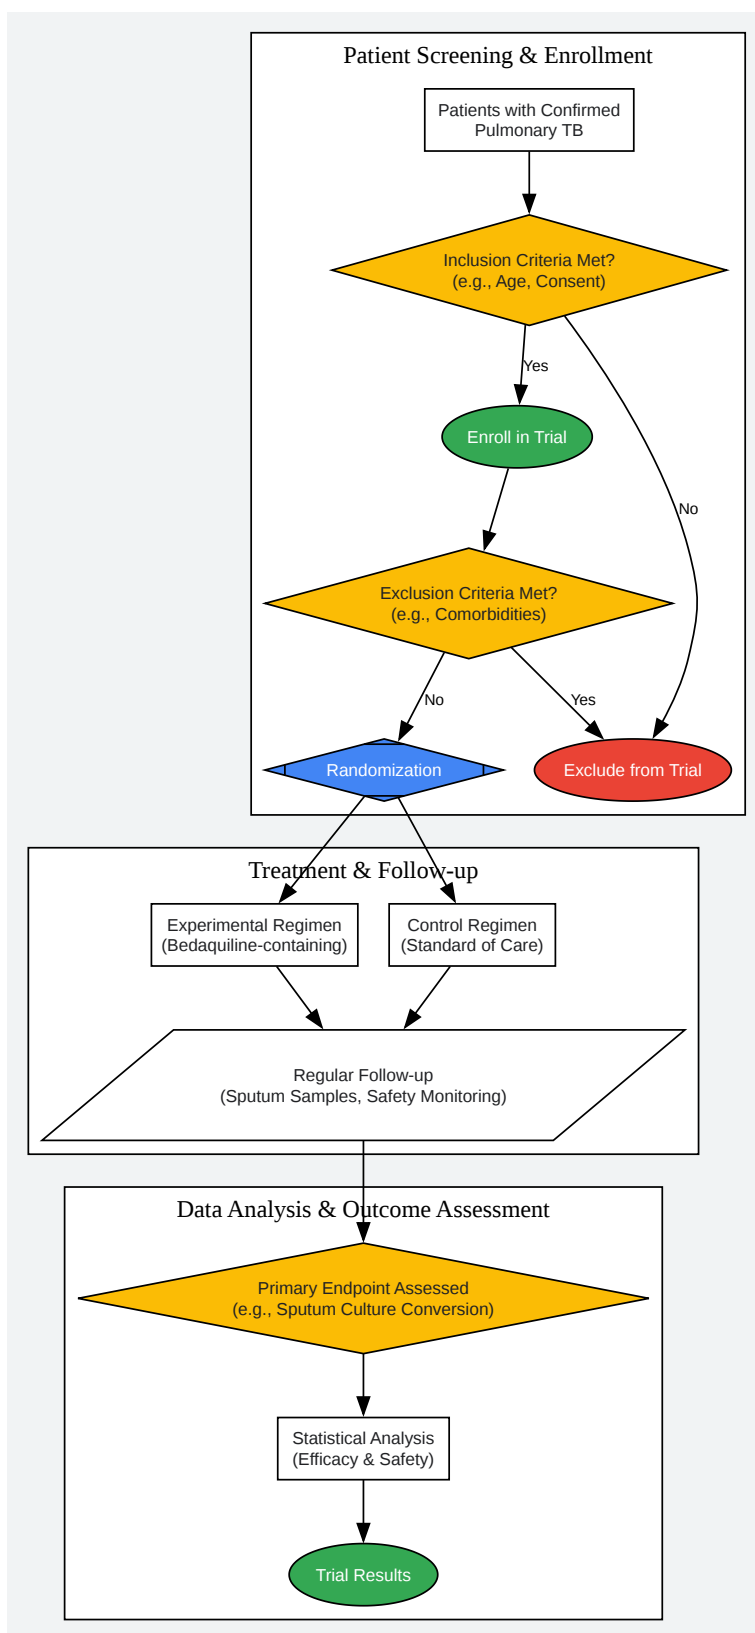 Patient Screening & Enrollment
Patients with Confirmed
Pulmonary TB
Inclusion Criteria Met?
(e.g., Age, Consent)
Yes
Enroll in Trial
No
Exclusion Criteria Met?
(e.g., Comorbidities)
No
Yes
Randomization
Exclude from Trial
Treatment & Follow-up
Experimental Regimen
(Bedaquiline-containing)
Control Regimen
(Standard of Care)
Regular Follow-up
(Sputum Samples, Safety Monitoring)
Data Analysis & Outcome Assessment
Primary Endpoint Assessed
(e.g., Sputum Culture Conversion)
Statistical Analysis
(Efficacy & Safety)
Trial Results